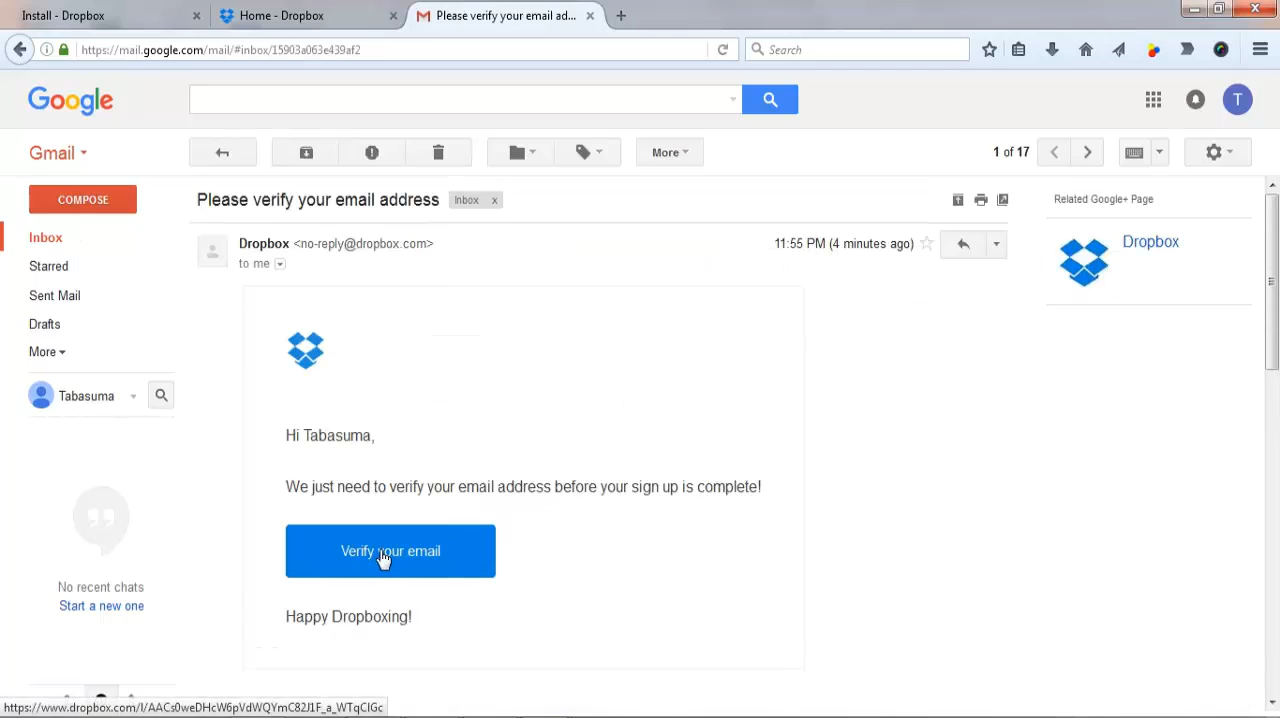 Install - Dropbox
Home - Dropbox
Please verify your email ad...
https://mail.google.com/mail/#inbox/15903a063e439af2
Search
Google
T
Gmail
More
1 of 17
COMPOSE
Please verify your email address
Inbox x
Related Google+ Page
Inbox
Dropbox <no-reply@dropbox.com>
11:55 PM (4 minutes ago)
Dropbox
to me
Starred
Sent Mail
Drafts
More
Tabasuma
Hi Tabasuma,
We just need to verify your email address before your sign up is complete!
Verify your email
No recent chats
Start a new one
Happy Dropboxing!
https://www.dropbox.com/l/AACs0weDHcW6pVdWQYmC82J1F_a_WTqCIGc